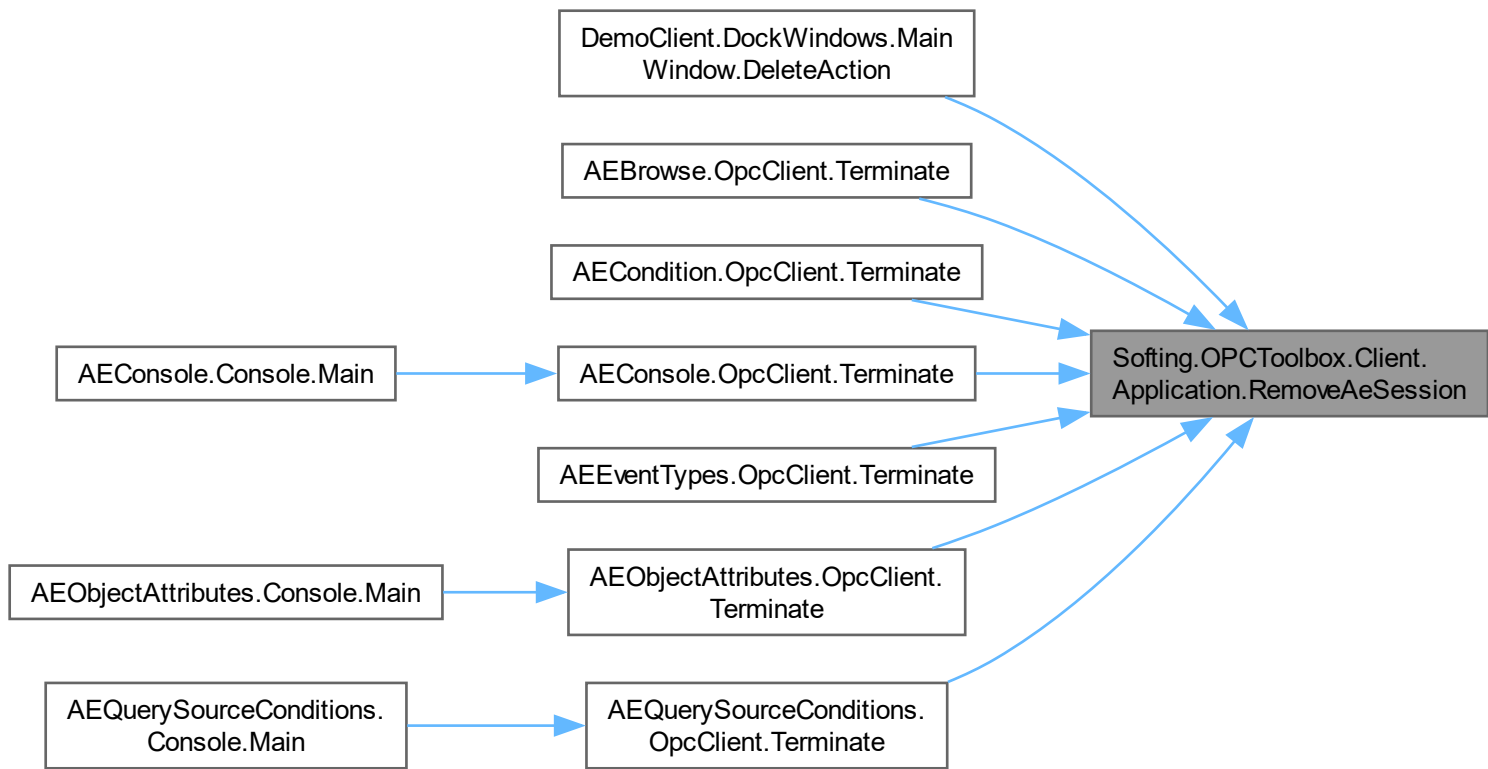 DemoClient.DockWindows.Main
Window.DeleteAction
AEBrowse.OpcClient.Terminate
AECondition.OpcClient.Terminate
AEConsole.Console.Main
AEConsole.OpcClient.Terminate
Softing.OPCToolbox.Client.
Application.RemoveAeSession
AEEventTypes.OpcClient.Terminate
AEObjectAttributes.Console.Main
AEObjectAttributes.OpcClient.
Terminate
AEQuerySourceConditions.
Console.Main
AEQuerySourceConditions.
OpcClient.Terminate